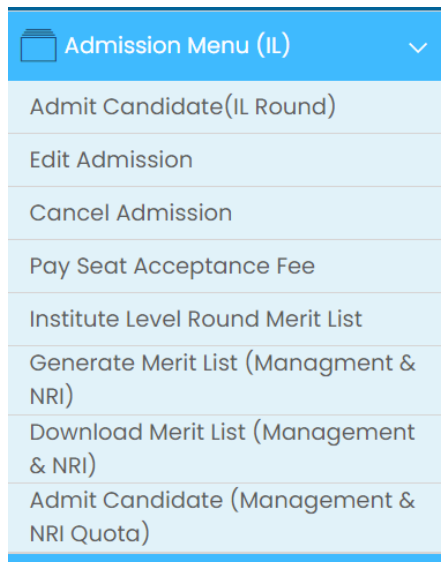 Admission Menu (IL)
Admit Candidate(IL Round)
Edit Admission
Cancel Admission
Pay Seat Acceptance Fee
Institute Level Round Merit List
Generate Merit List (Managment &
NRI)
Download Merit List (Management
& NRI)
Admit Candidate (Management &
NRI Quota)